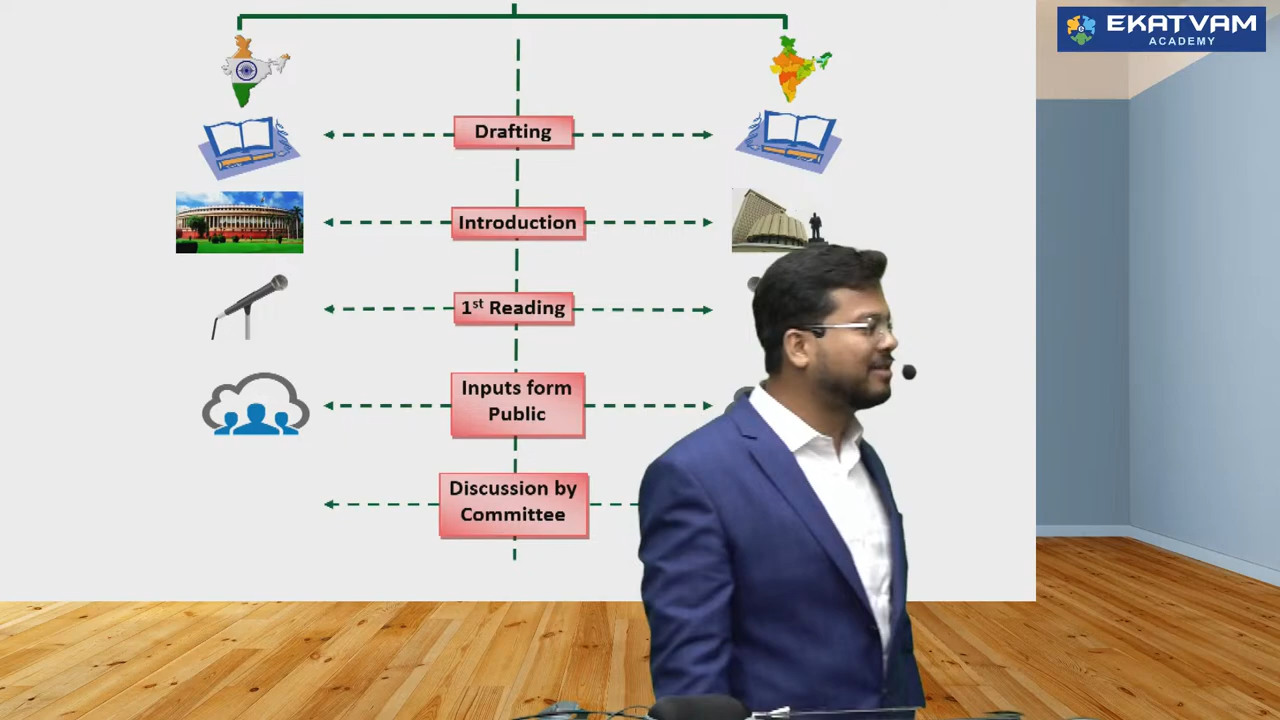 EKATVAM
ACADEMY
Drafting
Introduction
1st Reading
Inputs form
Public
Discussion by
Committee